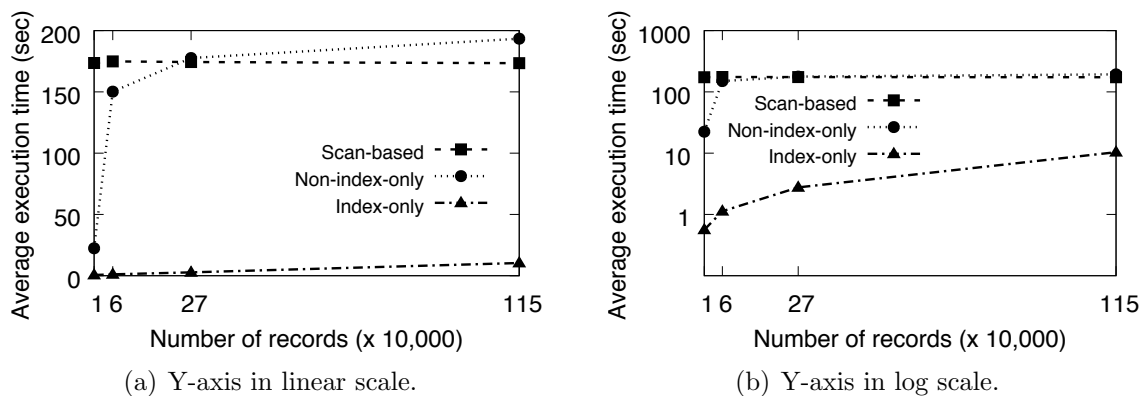 Average execution time (sec)
200
150
100
50
0
Scan-based
Non-index-only
Index-only
1 6 27 115
Number of records (x 10,000)
(a) Y-axis in linear scale.
Average execution time (sec)
1000
100
10
1
Scan-based
Non-index-only
Index-only
1 6 27 115
Number of records (x 10,000)
(b) Y-axis in log scale.